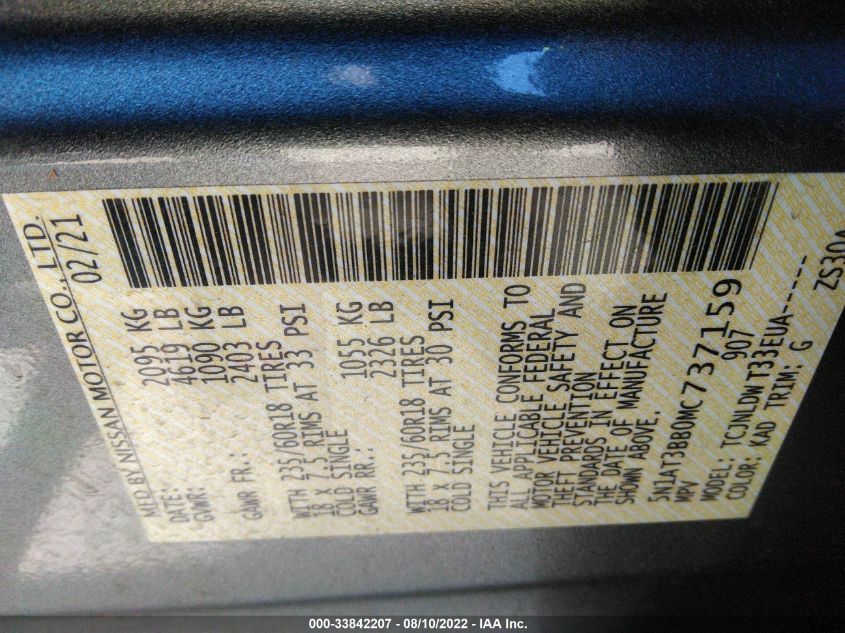 MFD BY NISSAN MOTOR CO., LTD.
DATE: 02/21
GVWR: 2095 KG
4619 LB
GAWR FR.: 1090 KG
2403 LB
WITH 235/60R18 TIRES
18 X 7.5 RIMS AT 33 PSI
COLD SINGLE
GAWR RR.: 1055 KG
2326 LB
WITH 235/60R18 TIRES
18 X 7.5 RIMS AT 30 PSI
COLD SINGLE
THIS VEHICLE CONFORMS TO
ALL APPLICABLE FEDERAL
MOTOR VEHICLE SAFETY AND
THEFT PREVENTION
STANDARDS IN EFFECT ON
THE DATE OF MANUFACTURE
SHOWN ABOVE.
5N1AT3BB0MC737159
MPV 907
MODEL: TCJNLDWT33EUA-----
COLOR: KAD TRIM: G
ZS30A
000-33842207 - 08/10/2022 - IAA Inc.